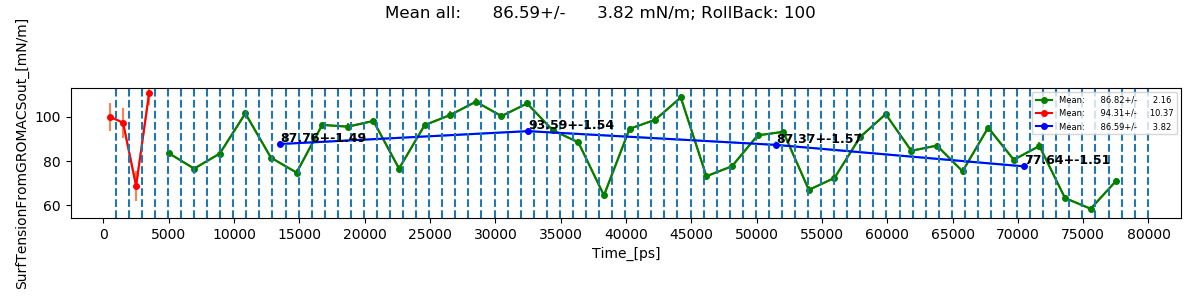 Mean all:      86.59+/-      3.82 mN/m; RollBack: 100
SurfTensionFromGROMACSout_[mN/m]
100
80
60
87.76+-1.49
93.59+-1.54
87.37+-1.57
77.64+-1.51
Mean:      86.82+/-      2.16
Mean:      94.31+/-     10.37
Mean:      86.59+/-      3.82
0 5000 10000 15000 20000 25000 30000 35000 40000 45000 50000 55000 60000 65000 70000 75000 80000
Time_[ps]